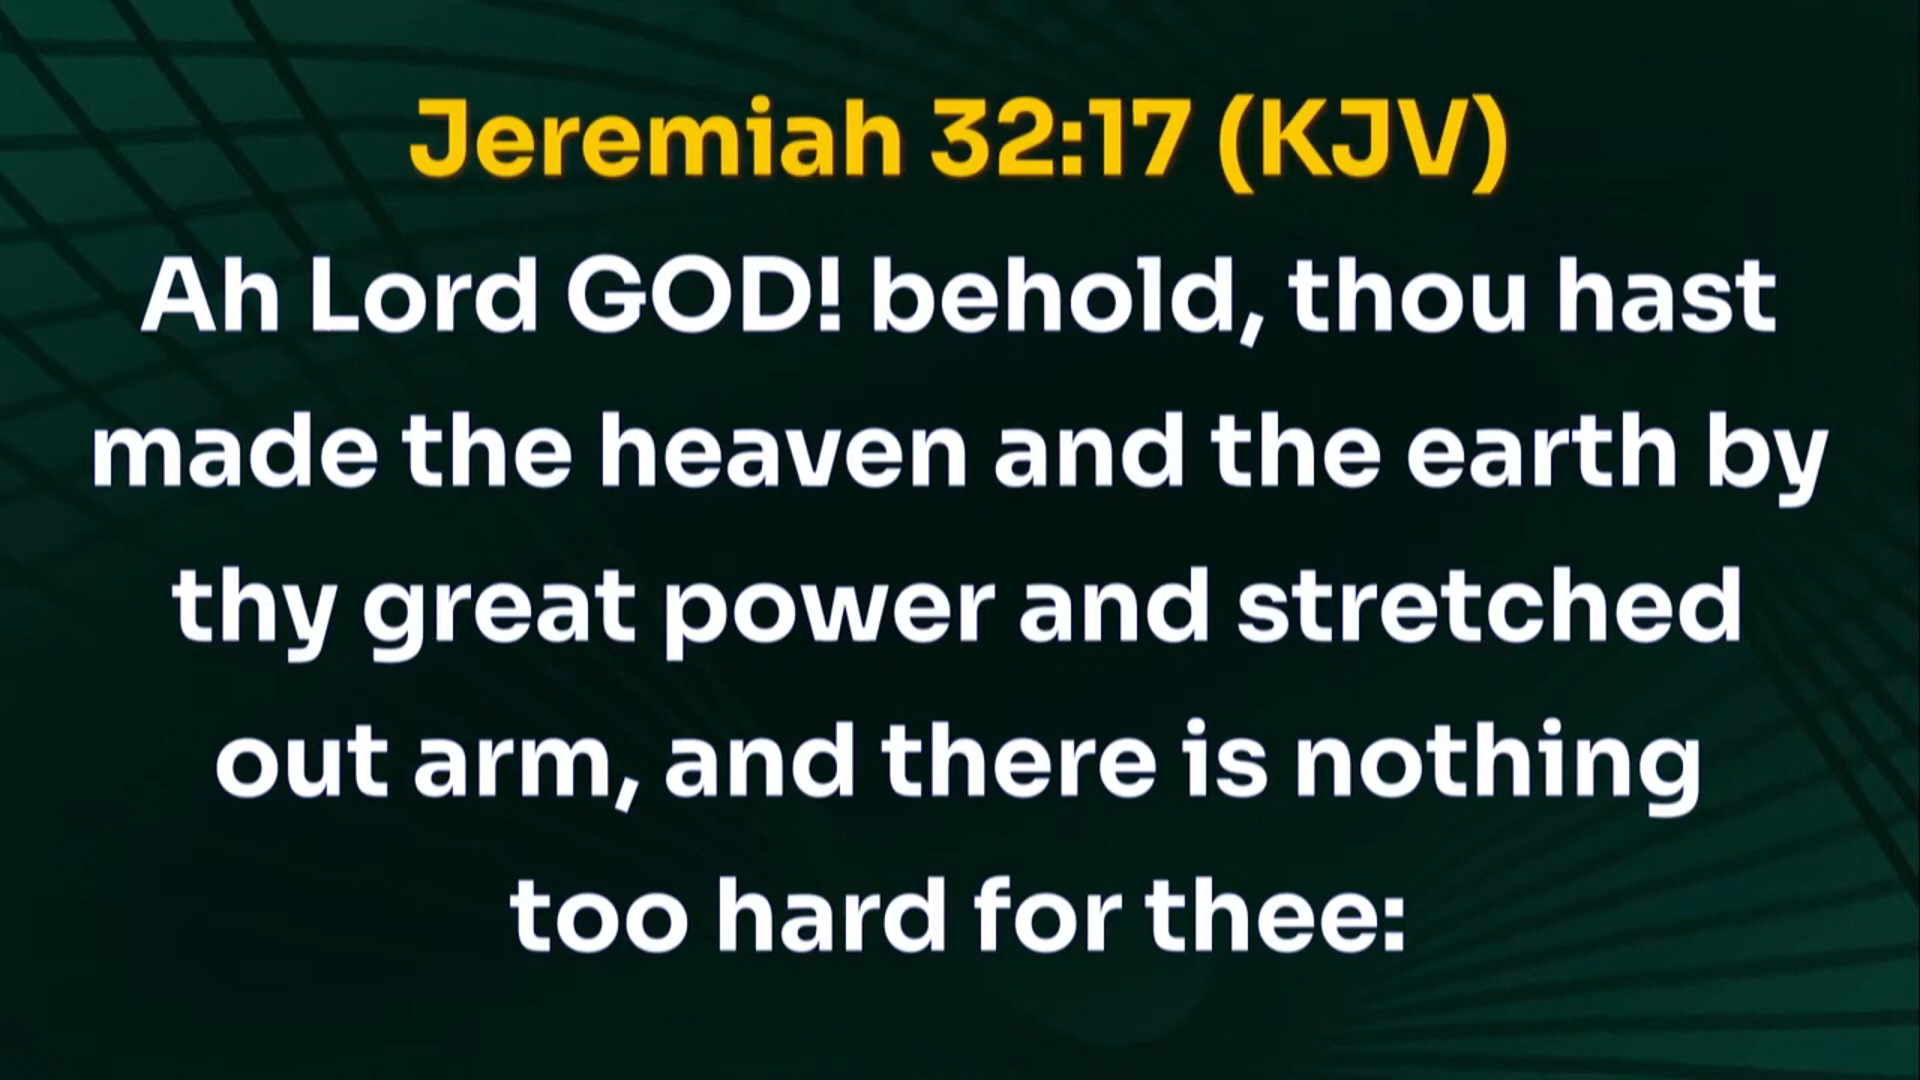 Jeremiah 32:17 (KJV)
Ah Lord GOD! behold, thou hast
made the heaven and the earth by
thy great power and stretched
out arm, and there is nothing
too hard for thee: